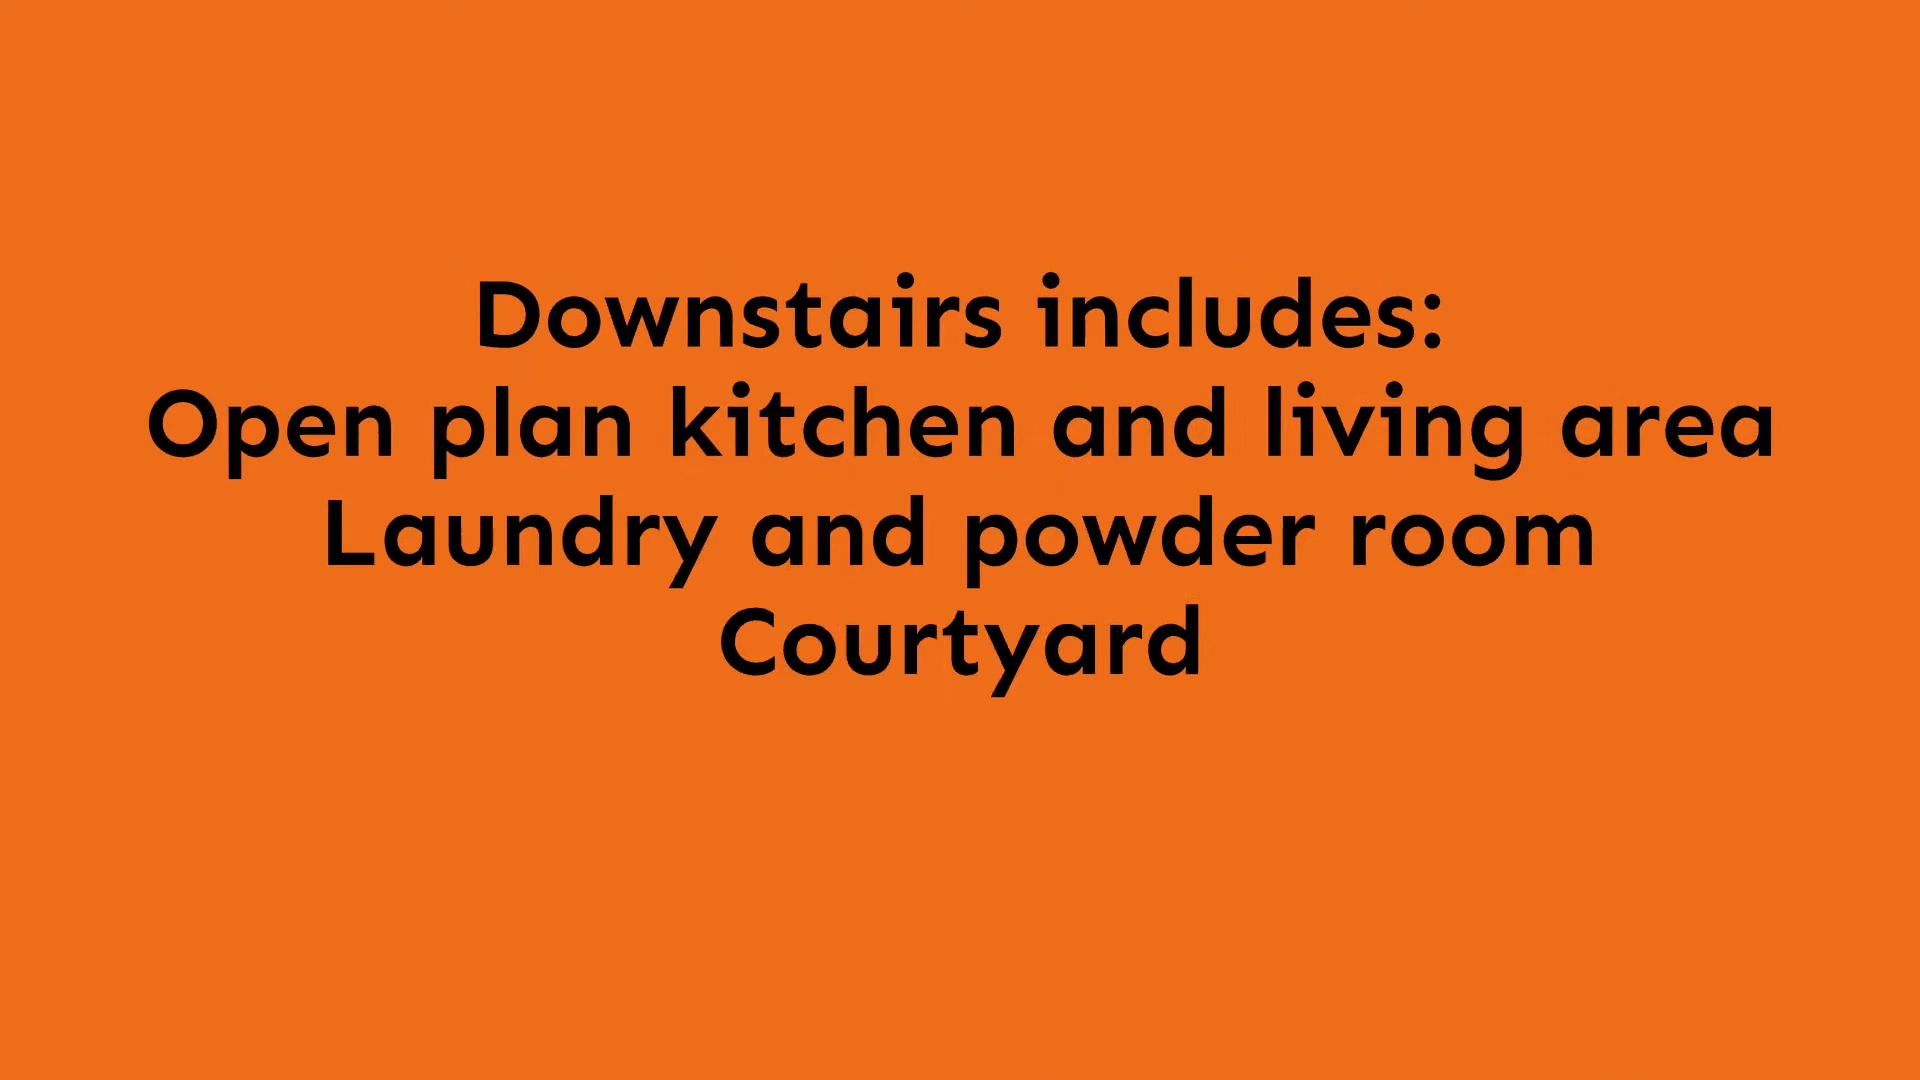 Downstairs includes:
Open plan kitchen and living area
Laundry and powder room
Courtyard